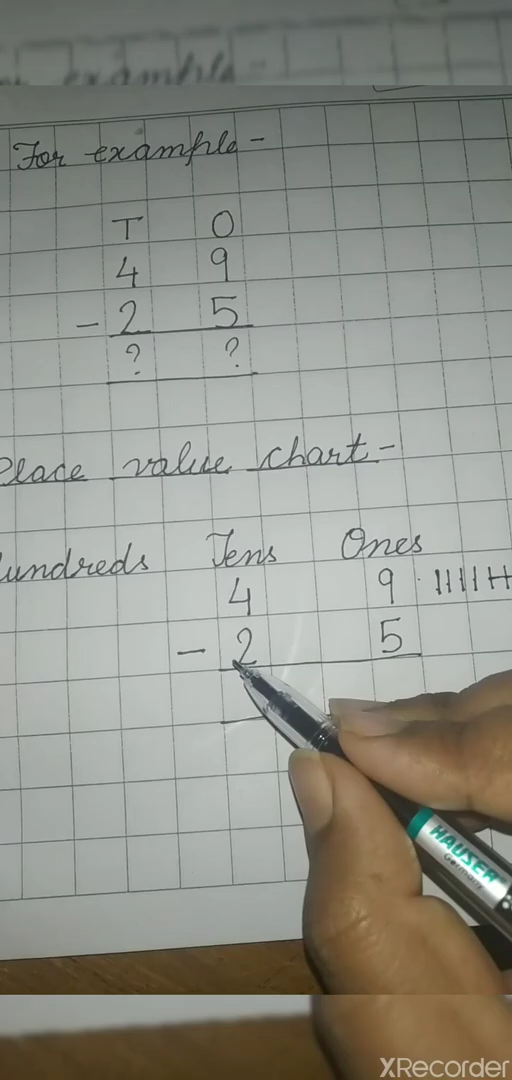 example -
For example -
T O
4 9
- 2 5
? ?
Place value chart -
Hundreds Tens Ones
4 9
- 2 5
HAUSER
Germany
XRecorder